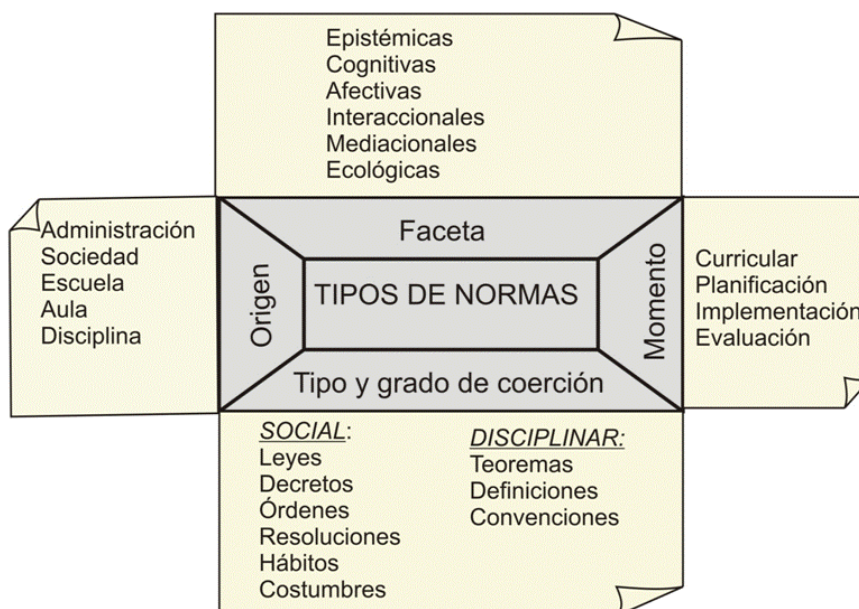 Epistémicas
Cognitivas
Afectivas
Interaccionales
Mediacionales
Ecológicas
Administración
Sociedad
Escuela
Aula
Disciplina
Origen
Faceta
TIPOS DE NORMAS
Momento
Curricular
Planificación
Implementación
Evaluación
Tipo y grado de coerción
SOCIAL:
Leyes
Decretos
Órdenes
Resoluciones
Hábitos
Costumbres
DISCIPLINAR:
Teoremas
Definiciones
Convenciones